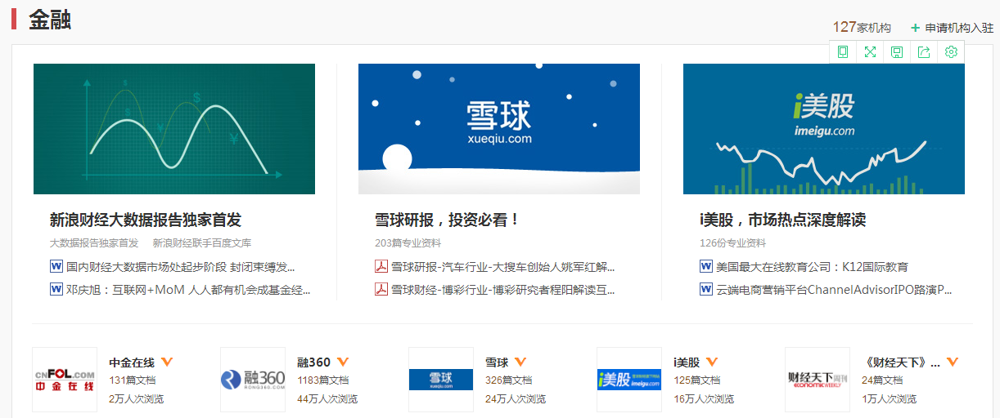 金融
127家机构
+ 申请机构入驻
$
$
¥
$
¥
雪球
xueqiu.com
i美股
imeigu.com
新浪财经大数据报告独家首发
大数据报告独家首发 新浪财经联手百度文库
W 国内财经大数据市场处起步阶段 封闭束缚发...
W 邓庆旭：互联网+MoM 人人都有机会成基金经...
雪球研报，投资必看！
203篇专业资料
雪球研报-汽车行业-大搜车创始人姚军红解...
雪球财经-博彩行业-博彩研究者程阳解读互...
i美股，市场热点深度解读
126份专业资料
W 美国最大在线教育公司：K12国际教育
W 云端电商营销平台ChannelAdvisorIPO路演P...
CNFOL.COM
中金在线
中金在线
131篇文档
2万人次浏览
融360
RONG360.COM
融360
1183篇文档
44万人次浏览
雪球
xueqiu.com
雪球
326篇文档
24万人次浏览
i美股
imeigu.com
i美股
125篇文档
16万人次浏览
财经天下周刊
ECONOMIC WEEKLY
《财经天下》...
24篇文档
1万人次浏览